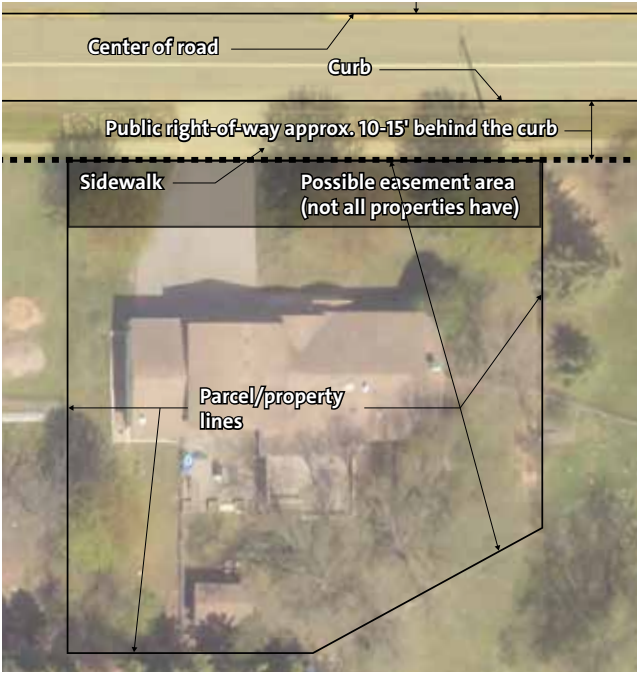 Center of road
Curb
Public right-of-way approx. 10-15' behind the curb
Sidewalk
Possible easement area
(not all properties have)
Parcel/property
lines